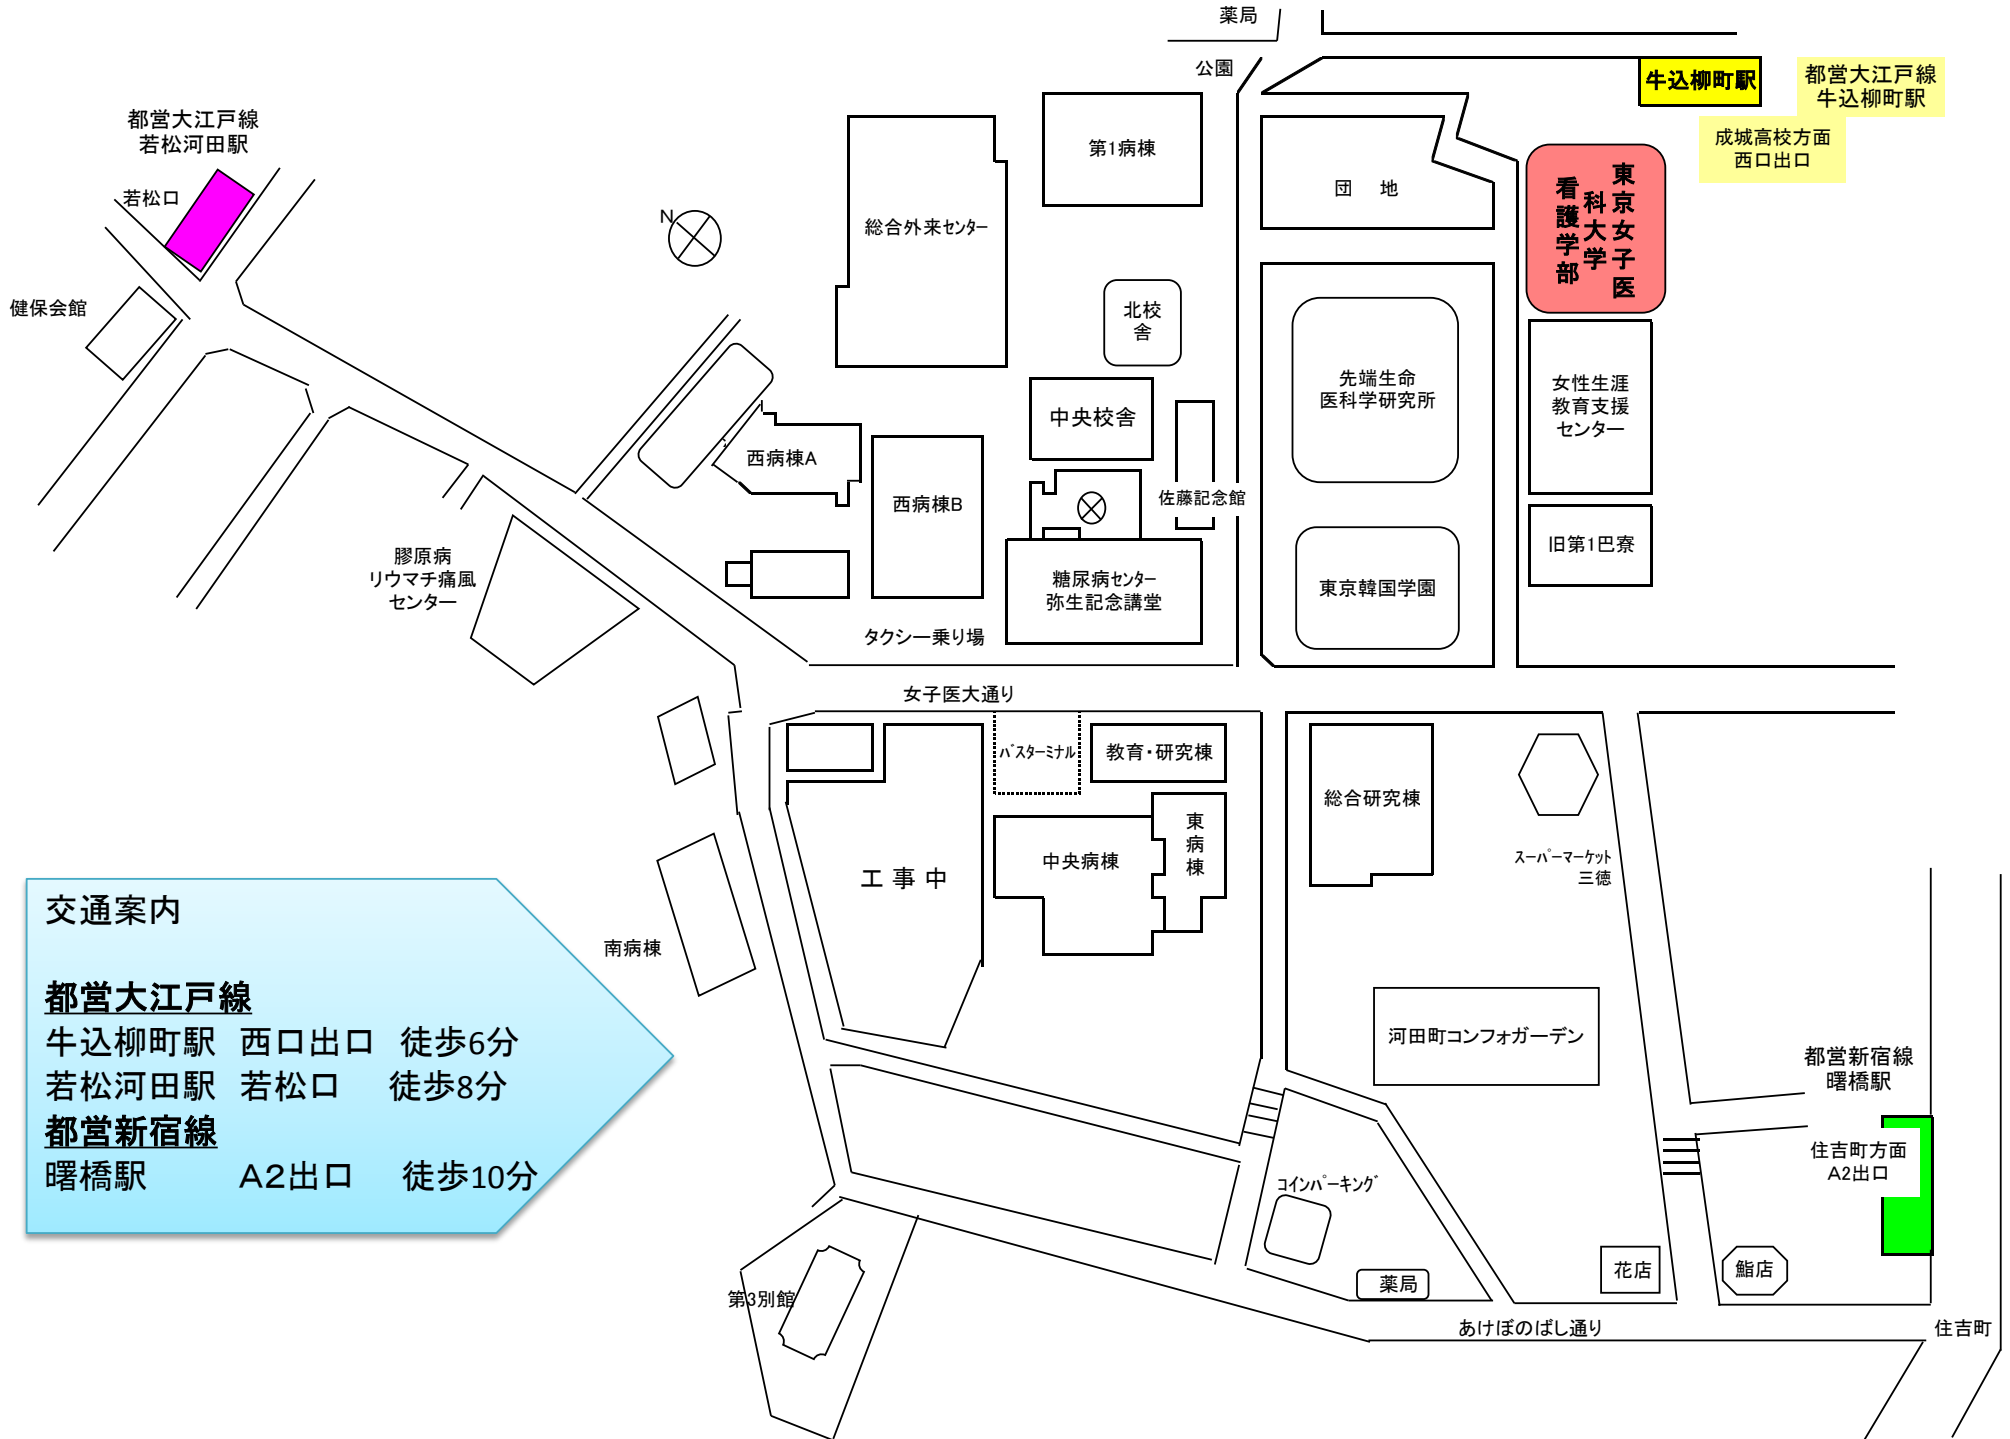 薬局
公園
牛込柳町駅
都営大江戸線
牛込柳町駅
成城高校方面
西口出口
都営大江戸線
若松河田駅
若松口
健保会館
N
総合外来センター
第1病棟
団 地
東京女子医
科大学
看護学部
北校
舎
先端生命
医科学研究所
女性生涯
教育支援
センター
中央校舎
西病棟A
西病棟B
佐藤記念館
旧第1巴寮
膠原病
リウマチ痛風
センター
糖尿病センター
弥生記念講堂
東京韓国学園
タクシー乗り場
女子医大通り
バスターミナル
教育・研究棟
総合研究棟
東病棟
中央病棟
工事中
スーパーマーケット
三徳
南病棟
交通案内
都営大江戸線
牛込柳町駅 西口出口 徒歩6分
若松河田駅 若松口 徒歩8分
都営新宿線
曙橋駅 A2出口 徒歩10分
河田町コンフォガーデン
都営新宿線
曙橋駅
住吉町方面
A2出口
コインパーキング
薬局
花店
鮨店
第3別館
あけぼのばし通り
住吉町